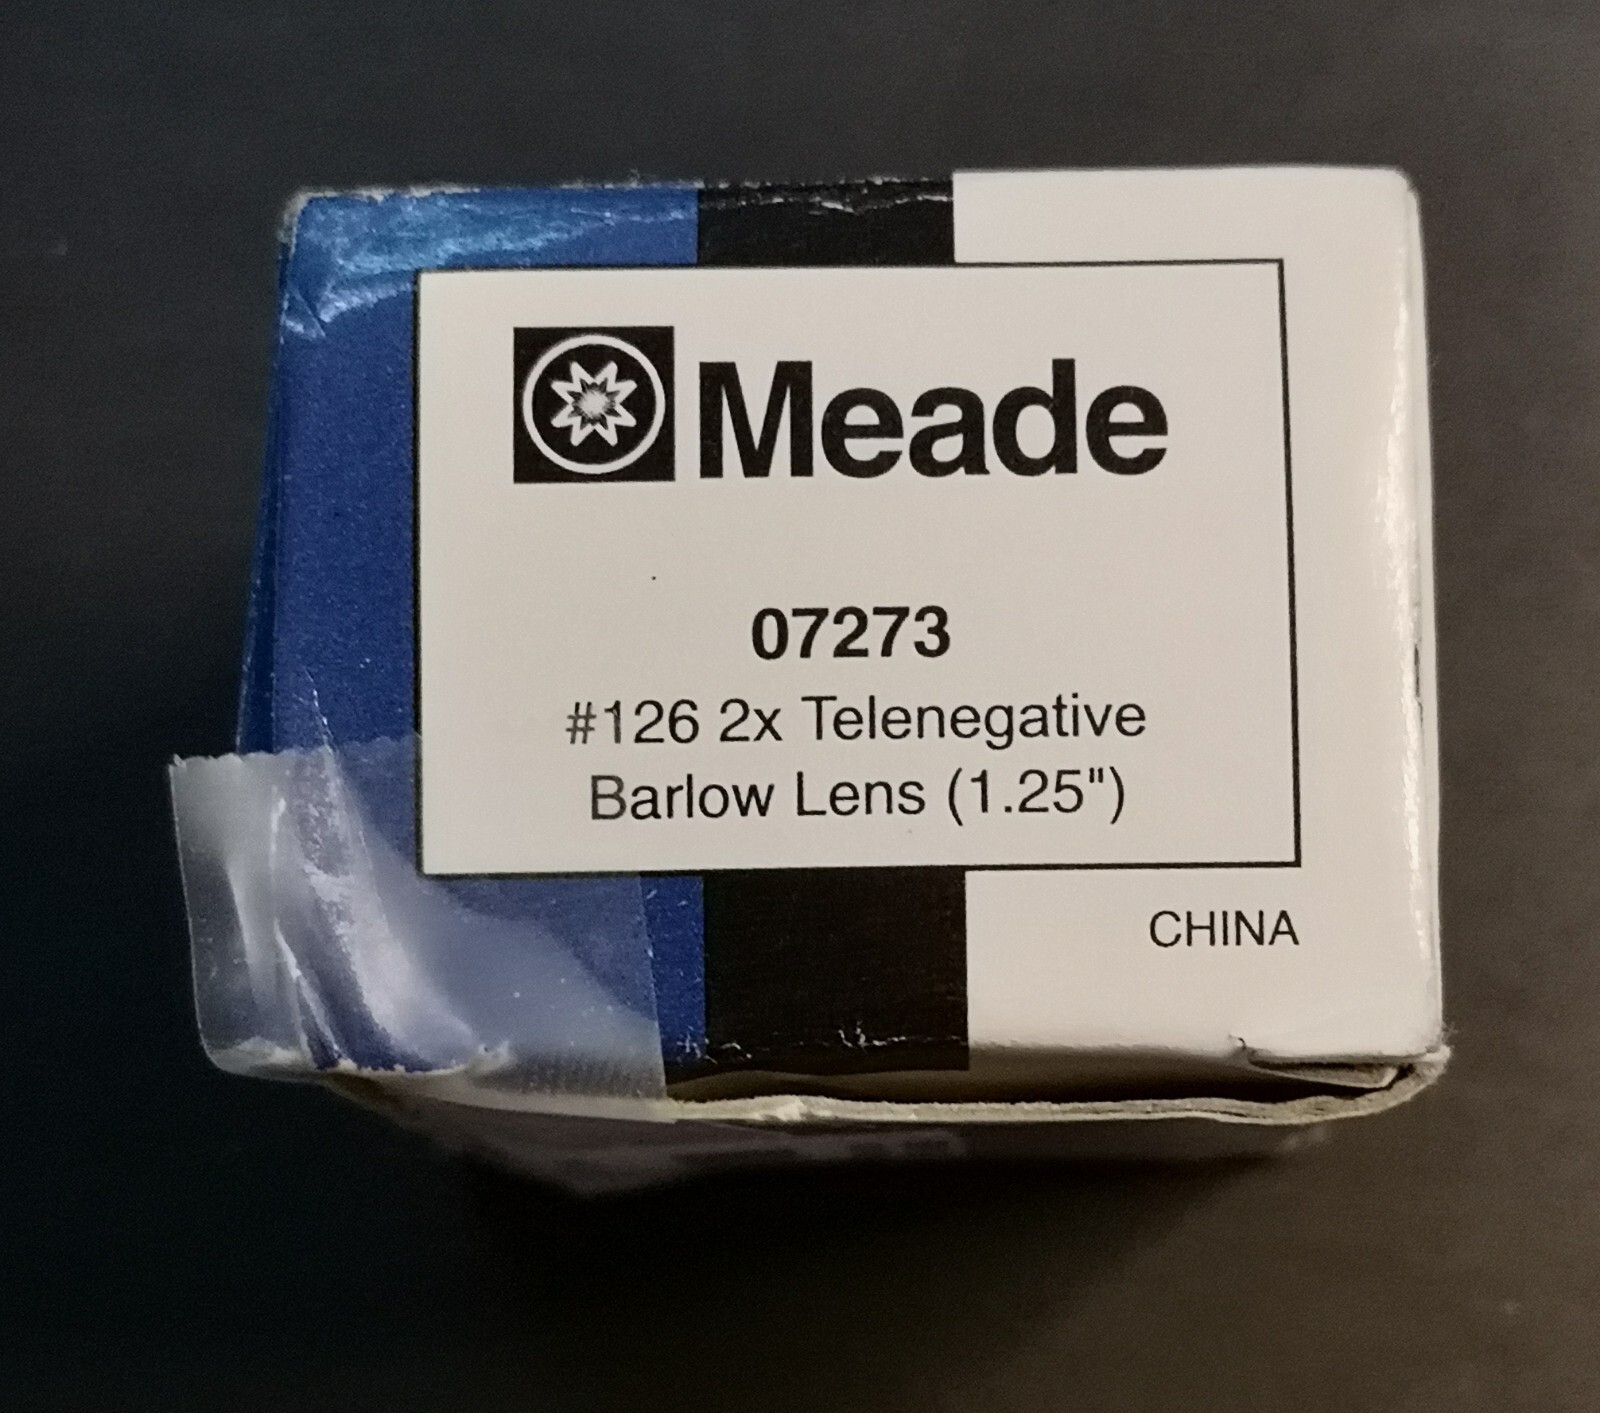 Meade
07273
#126 2x Telenegative
Barlow Lens (1.25")
CHINA